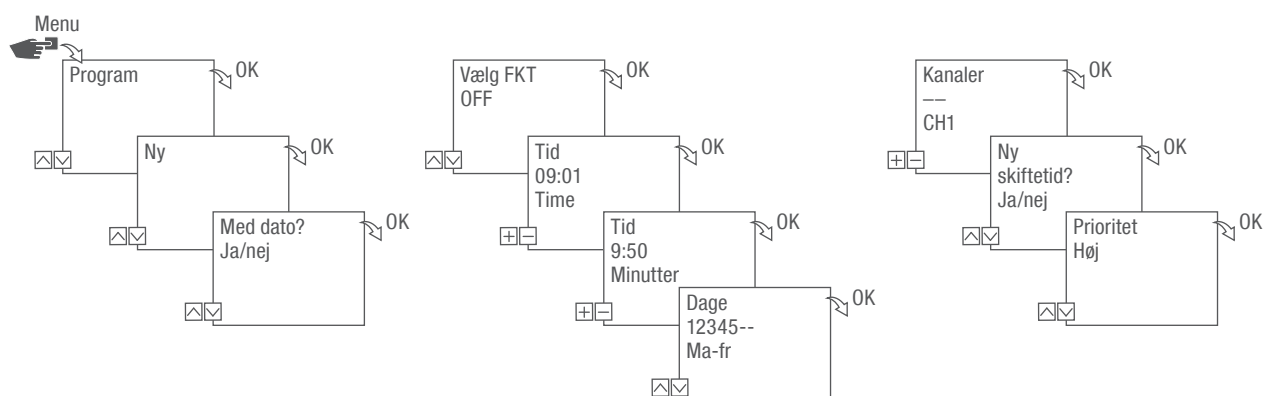 Menu
Program
OK
Ny
OK
Med dato?
Ja/nej
OK
Vælg FKT
OFF
OK
Tid
09:01
Time
OK
Tid
9:50
Minutter
OK
Dage
12345--
Ma-fr
OK
Kanaler
––
CH1
OK
Ny
skiftetid?
Ja/nej
OK
Prioritet
Høj
OK